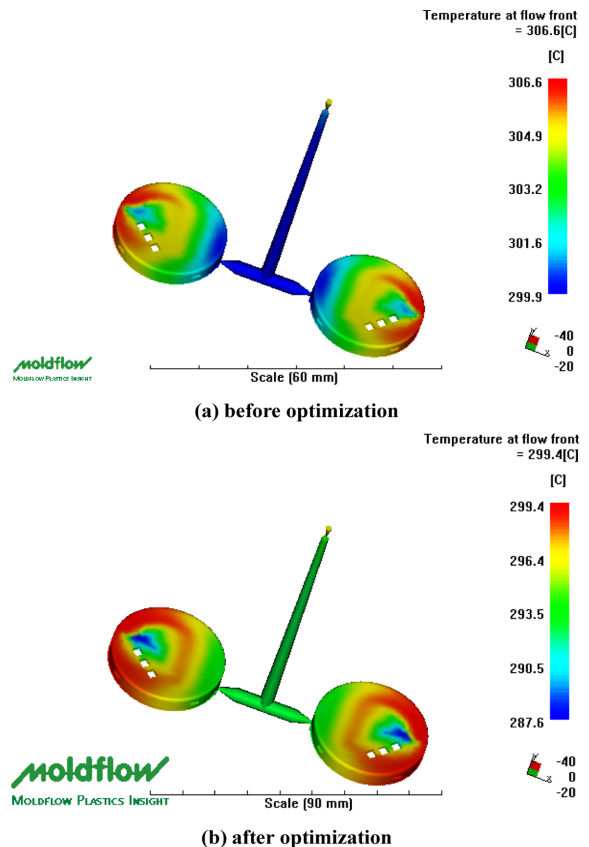 Temperature at flow front
= 306.6[C]
[C]
306.6
304.9
303.2
301.6
299.9
-40
0
-20
moldflow
MOLDFLOW PLASTICS INSIGHT
Scale (60 mm)
(a) before optimization
Temperature at flow front
= 299.4[C]
[C]
299.4
296.4
293.5
290.5
287.6
-40
0
-20
moldflow
MOLDFLOW PLASTICS INSIGHT
Scale (90 mm)
(b) after optimization